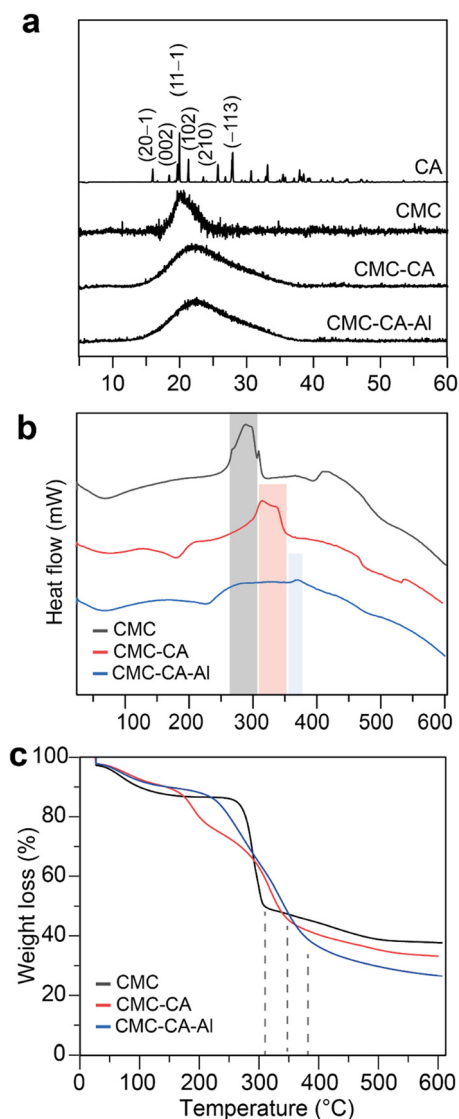 a
(20−1)
(002)
(11−1)
(102)
(210)
(−113)
CA
CMC
CMC-CA
CMC-CA-Al
10 20 30 40 50 60
b
Heat flow (mW)
CMC
CMC-CA
CMC-CA-Al
100 200 300 400 500 600
c
Weight loss (%)
100
80
60
40
20
0
CMC
CMC-CA
CMC-CA-Al
0 100 200 300 400 500 600
Temperature (°C)